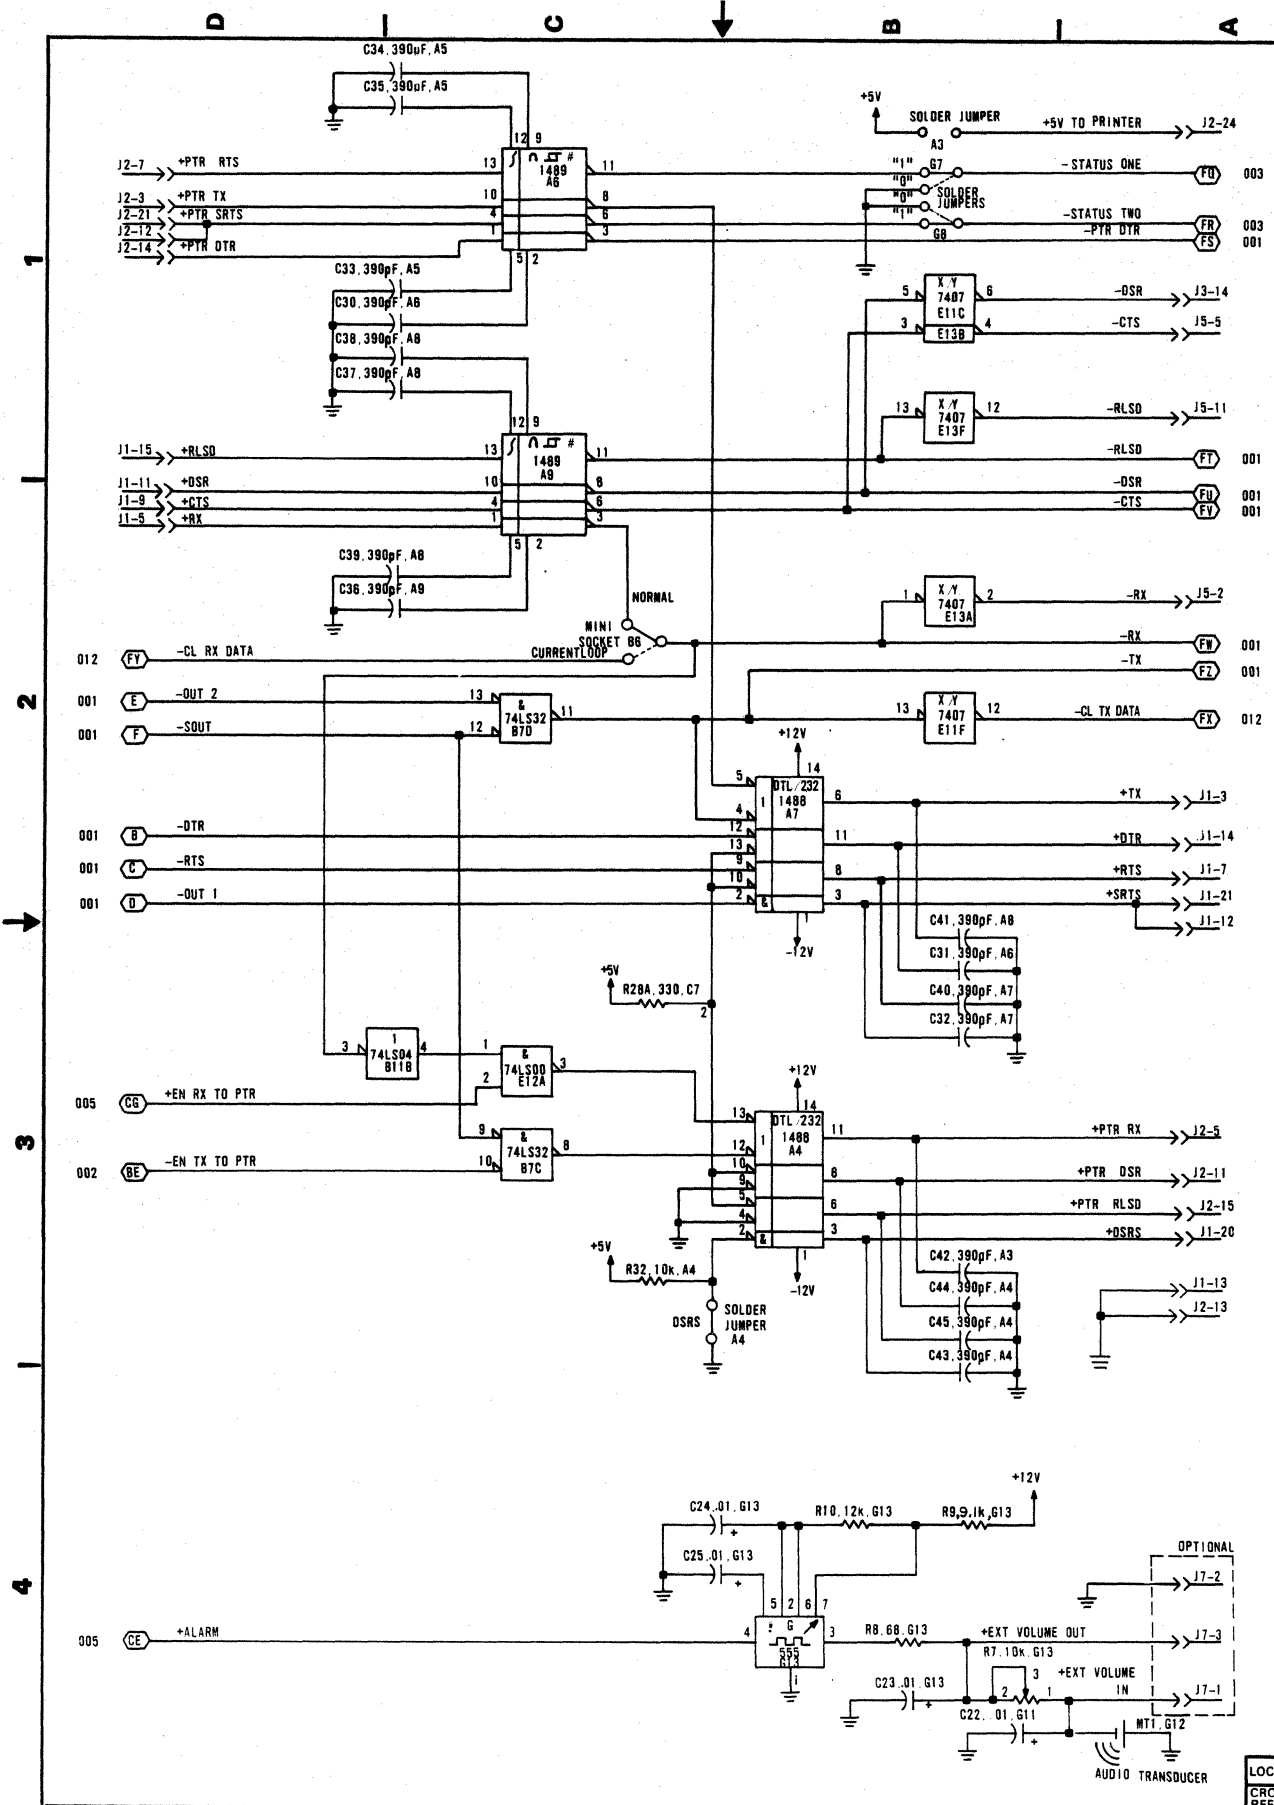 D C B A
C34,390uF,A5
C35,390uF,A5
12 9
+5V
SOLDER JUMPER
A3
+5V TO PRINTER
J2-24
J2-7 +PTR RTS 13
1489
A6
#
11
"1" G7
-STATUS ONE FQ 003
"0"
SOLDER
JUMPERS
J2-3 +PTR TX 10 8
"0"
J2-21 +PTR SRTS 4 6
"1"
G8
-STATUS TWO FR 003
J2-12
J2-14 +PTR DTR 1 3
-PTR DTR FS 001
1
5 2
C33,390pF,A5
C30,390pF,A6
C38,390pF,A8
C37,390pF,A8
5 X/Y 6
7407
E11C
-DSR J3-14
3 E13B 4 -CTS J5-5
13 X/Y 12
7407
E13F
-RLSD J5-11
12 9
J1-15 +RLSD 13
1489
A9
#
11
-RLSD FT 001
J1-11 +DSR 10 8 -DSR FU 001
J1-9 +CTS 4 6 -CTS FV 001
J1-5 +RX 1 3
5 2
C39,390pF,A8
C36,390pF,A9
NORMAL
MINI
SOCKET B6
CURRENTLOOP
1 X/Y 2
7407
E13A
-RX J5-2
-RX FW 001
012 FY -CL RX DATA
-TX FZ 001
2
001 E -OUT 2 13
&
74LS32
B7D
11
001 F -SOUT 12
13 X/Y 12
7407
E11F
-CL TX DATA FX 012
+12V
14
5 DTL/232 6
1 1488
A7
+TX J1-3
4
001 B -DTR 12 11 +DTR J1-14
13
001 C -RTS 9 8 +RTS J1-7
10
001 D -OUT 1 2 & 3 +SRTS J1-21
J1-12
1
-12V
C41,390pF,A8
C31,390pF,A6
C40,390pF,A7
C32,390pF,A7
+5V
R28A,330,C7
2
3 1 4
74LS04
B11B
1 & 3
74LS00
E12A
2
005 CG +EN RX TO PTR
3
9 & 8
74LS32
B7C
10
002 BE -EN TX TO PTR
+12V
14
13 DTL/232 11
1 1488
A4
+PTR RX J2-5
12
10 8 +PTR DSR J2-11
9
5 6 +PTR RLSD J2-15
4
2 & 3 +DSRS J1-20
1
-12V
+5V
R32,10k,A4
DSRS
SOLDER
JUMPER
A4
C42,390pF,A3
C44,390pF,A4
C45,390pF,A4
C43,390pF,A4
J1-13
J2-13
+12V
C24,.01,G13
R10,12k,G13
R9,9.1k,G13
+
C25,.01,G13
+
4
OPTIONAL
J7-2
5 2 6 7
G
005 CE +ALARM 4
555
G13
3
R8,68,G13
+EXT VOLUME OUT J7-3
1
R7,10k,G13
3
+EXT VOLUME
IN
J7-1
2 1
C23,.01,G13
+
C22,.01,G11
+
MT1,G12
AUDIO TRANSDUCER
LOC